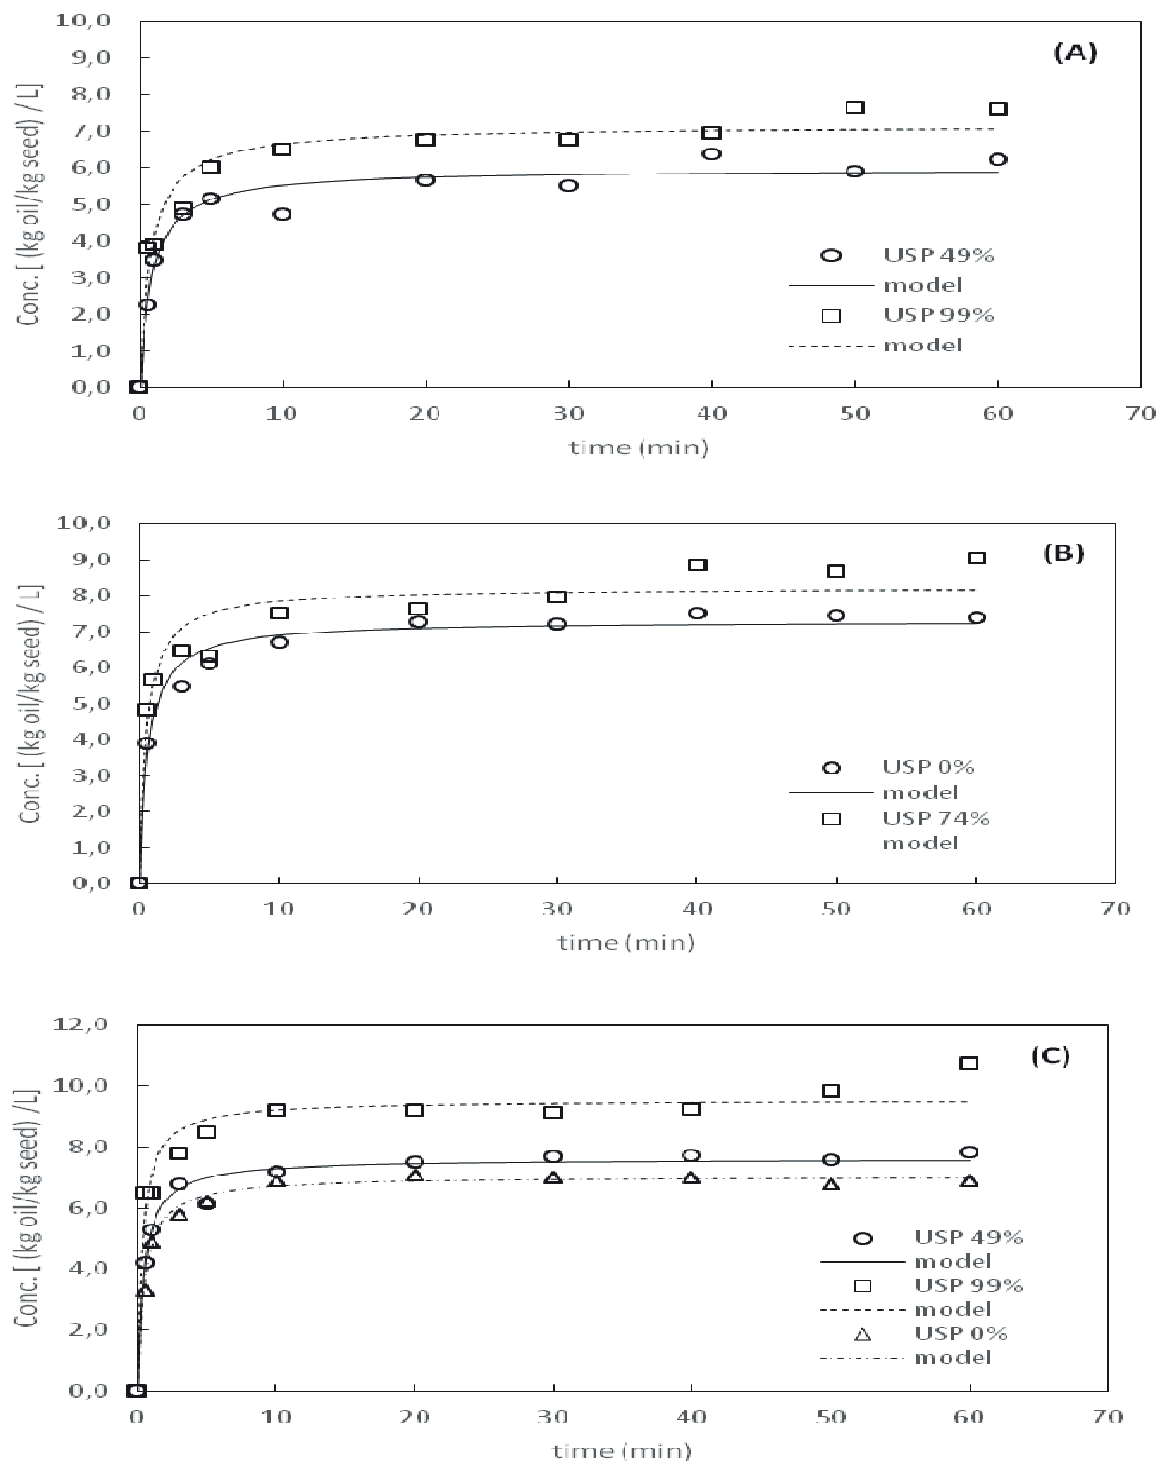 10,0
9,0
8,0
7,0
6,0
5,0
4,0
3,0
2,0
1,0
0,0
Conc.[ (kg oil/kg seed) / L]
(A)
USP 49%
model
USP 99%
model
0 10 20 30 40 50 60 70
time (min)
10,0
9,0
8,0
7,0
6,0
5,0
4,0
3,0
2,0
1,0
0,0
Conc.[ (kg oil/kg seed) / L]
(B)
USP 0%
model
USP 74%
model
0 10 20 30 40 50 60 70
time (min)
12,0
10,0
8,0
6,0
4,0
2,0
0,0
Conc.[ (kg oil/kg seed) /L]
(C)
USP 49%
model
USP 99%
model
USP 0%
model
0 10 20 30 40 50 60 70
time (min)